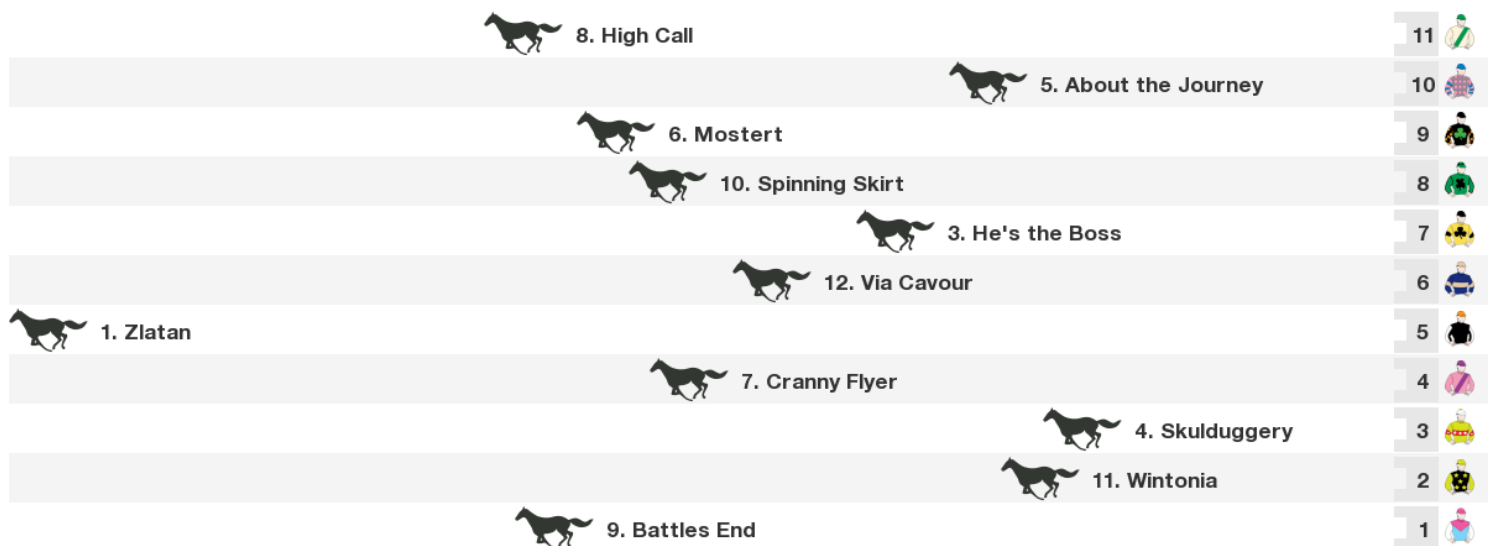 8. High Call 11
5. About the Journey 10
6. Mostert 9
10. Spinning Skirt 8
3. He's the Boss 7
12. Via Cavour 6
1. Zlatan 5
7. Cranny Flyer 4
4. Skulduggery 3
11. Wintonia 2
9. Battles End 1